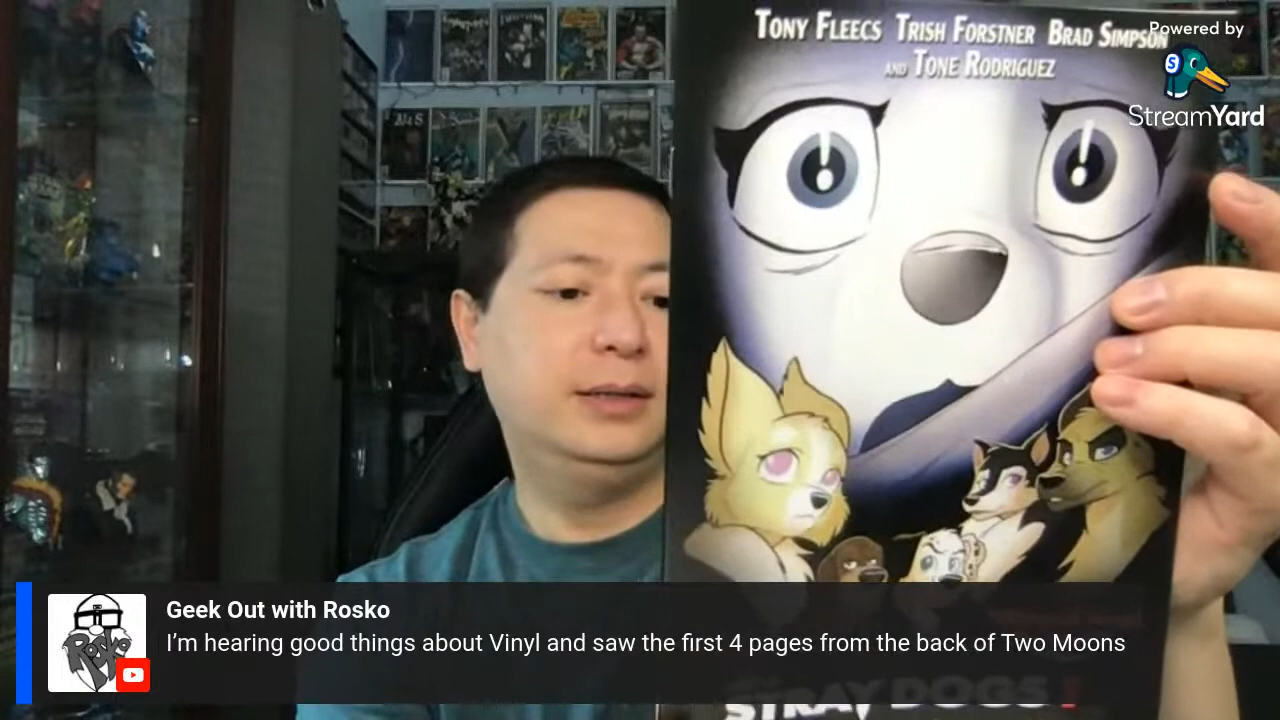 TONY FLEECS TRISH FORSTNER BRAD SIMPSON
AND TONE RODRIGUEZ
Powered by
S
StreamYard
Geek Out with Rosko
I'm hearing good things about Vinyl and saw the first 4 pages from the back of Two Moons
Rosko
STRAY DOGS